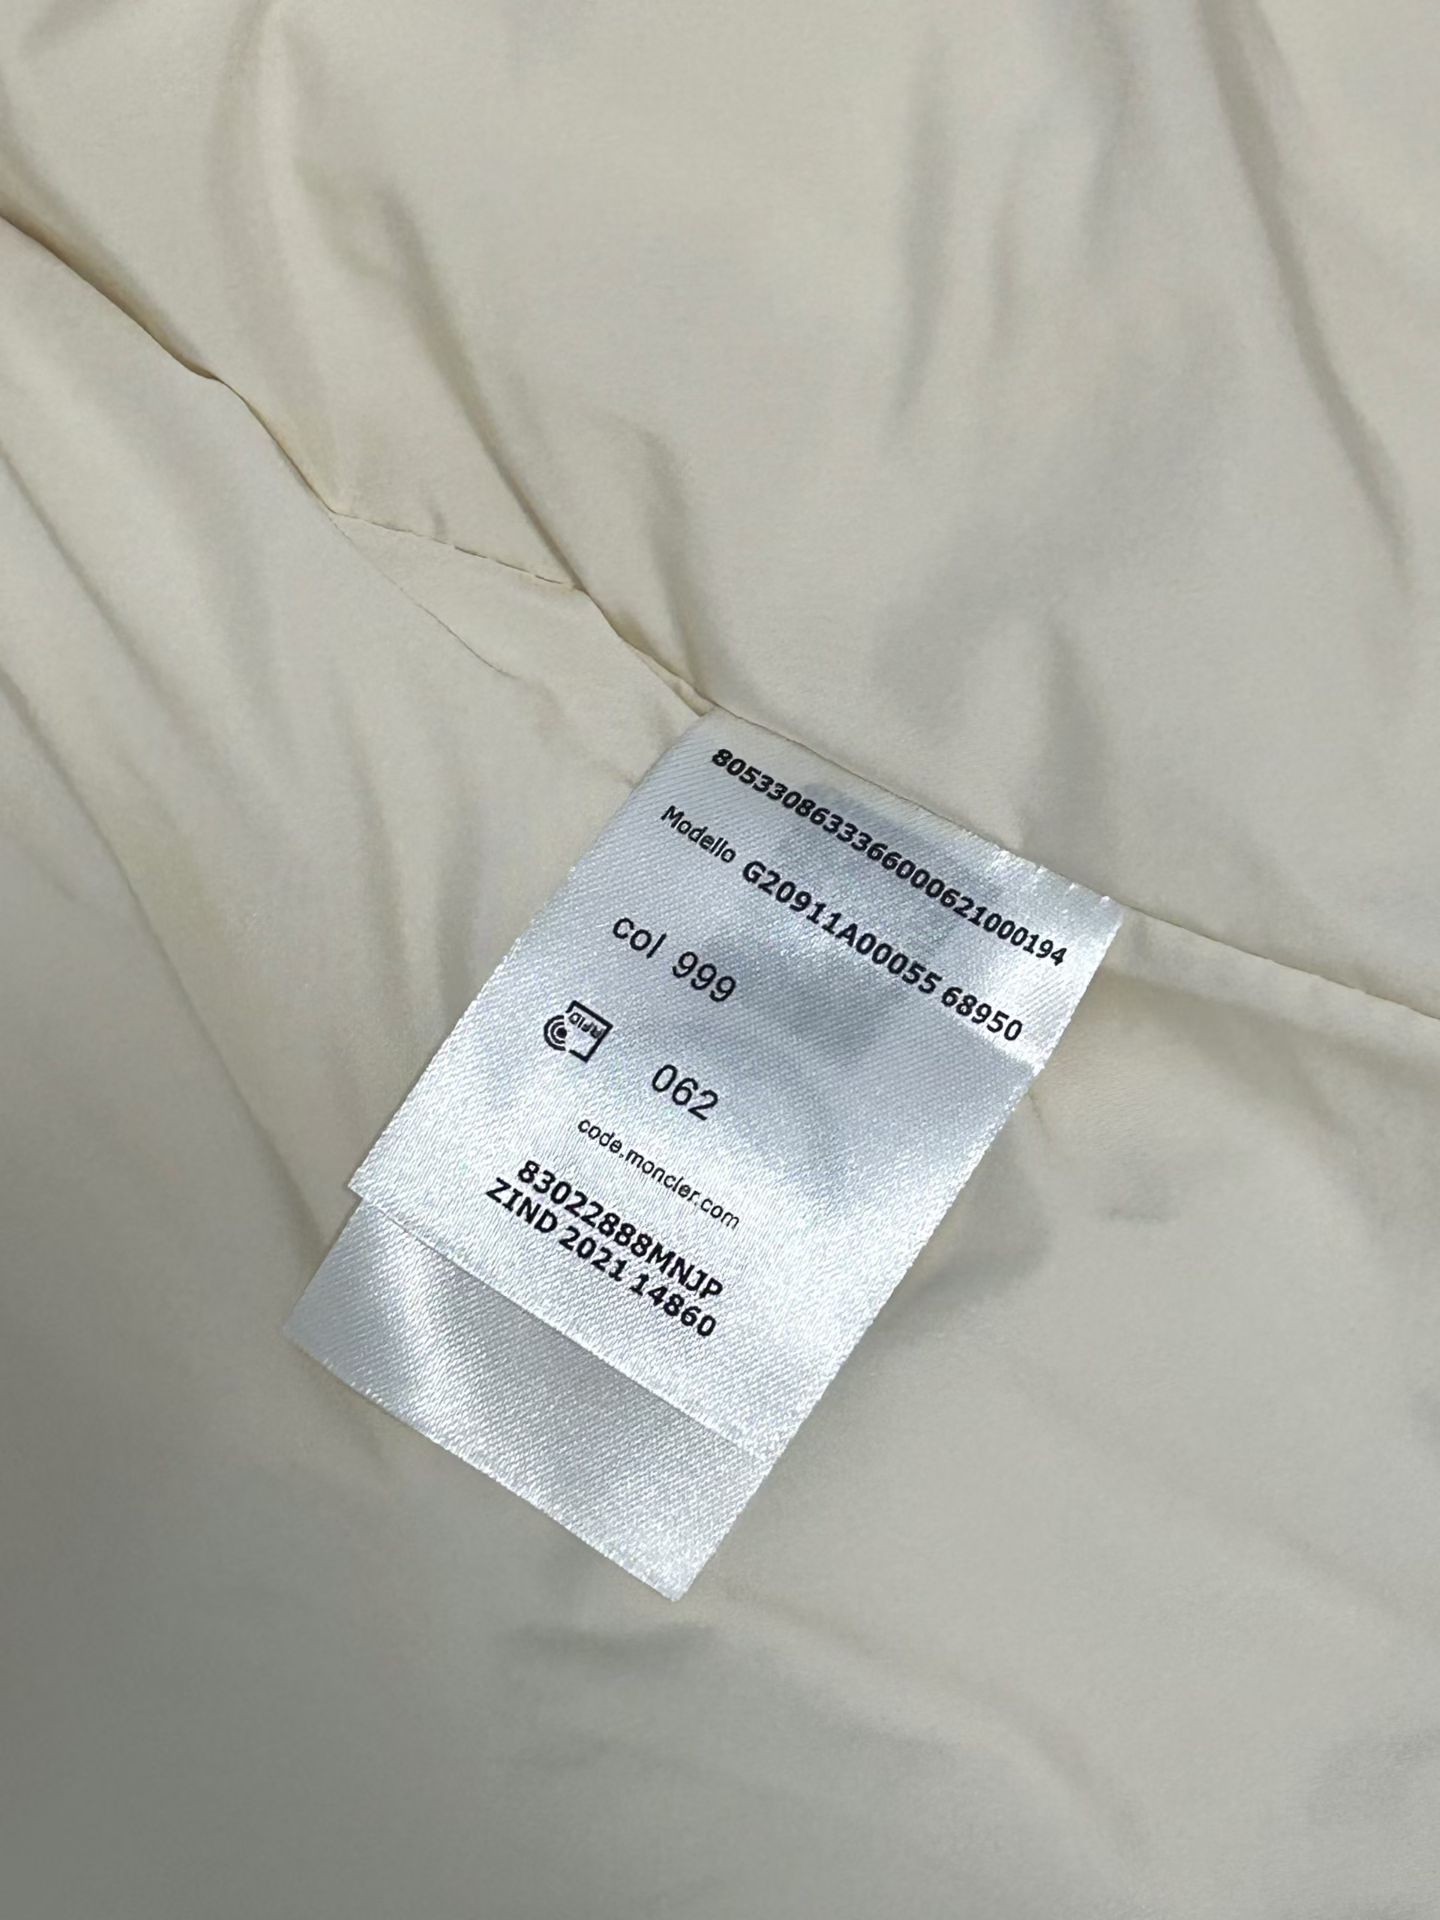 8053308633366000621000194
Modello G20911A00055 68950
col 999
RFID
062
code.moncler.com
83022888MNJP
ZIND 2021 14860